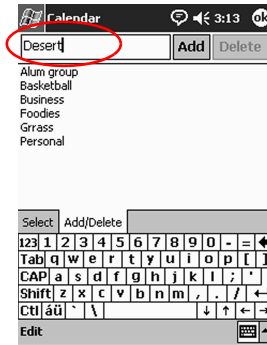 Calendar 3:13 ok
Desert Add Delete
Alum group
Basketball
Business
Foodies
Grrass
Personal
Select Add/Delete
123 1 2 3 4 5 6 7 8 9 0 - =
Tab q w e r t y u i o p [ ]
CAP a s d f g h j k l ; '
Shift z x c v b n m , . /
Ctl áü ` \
Edit